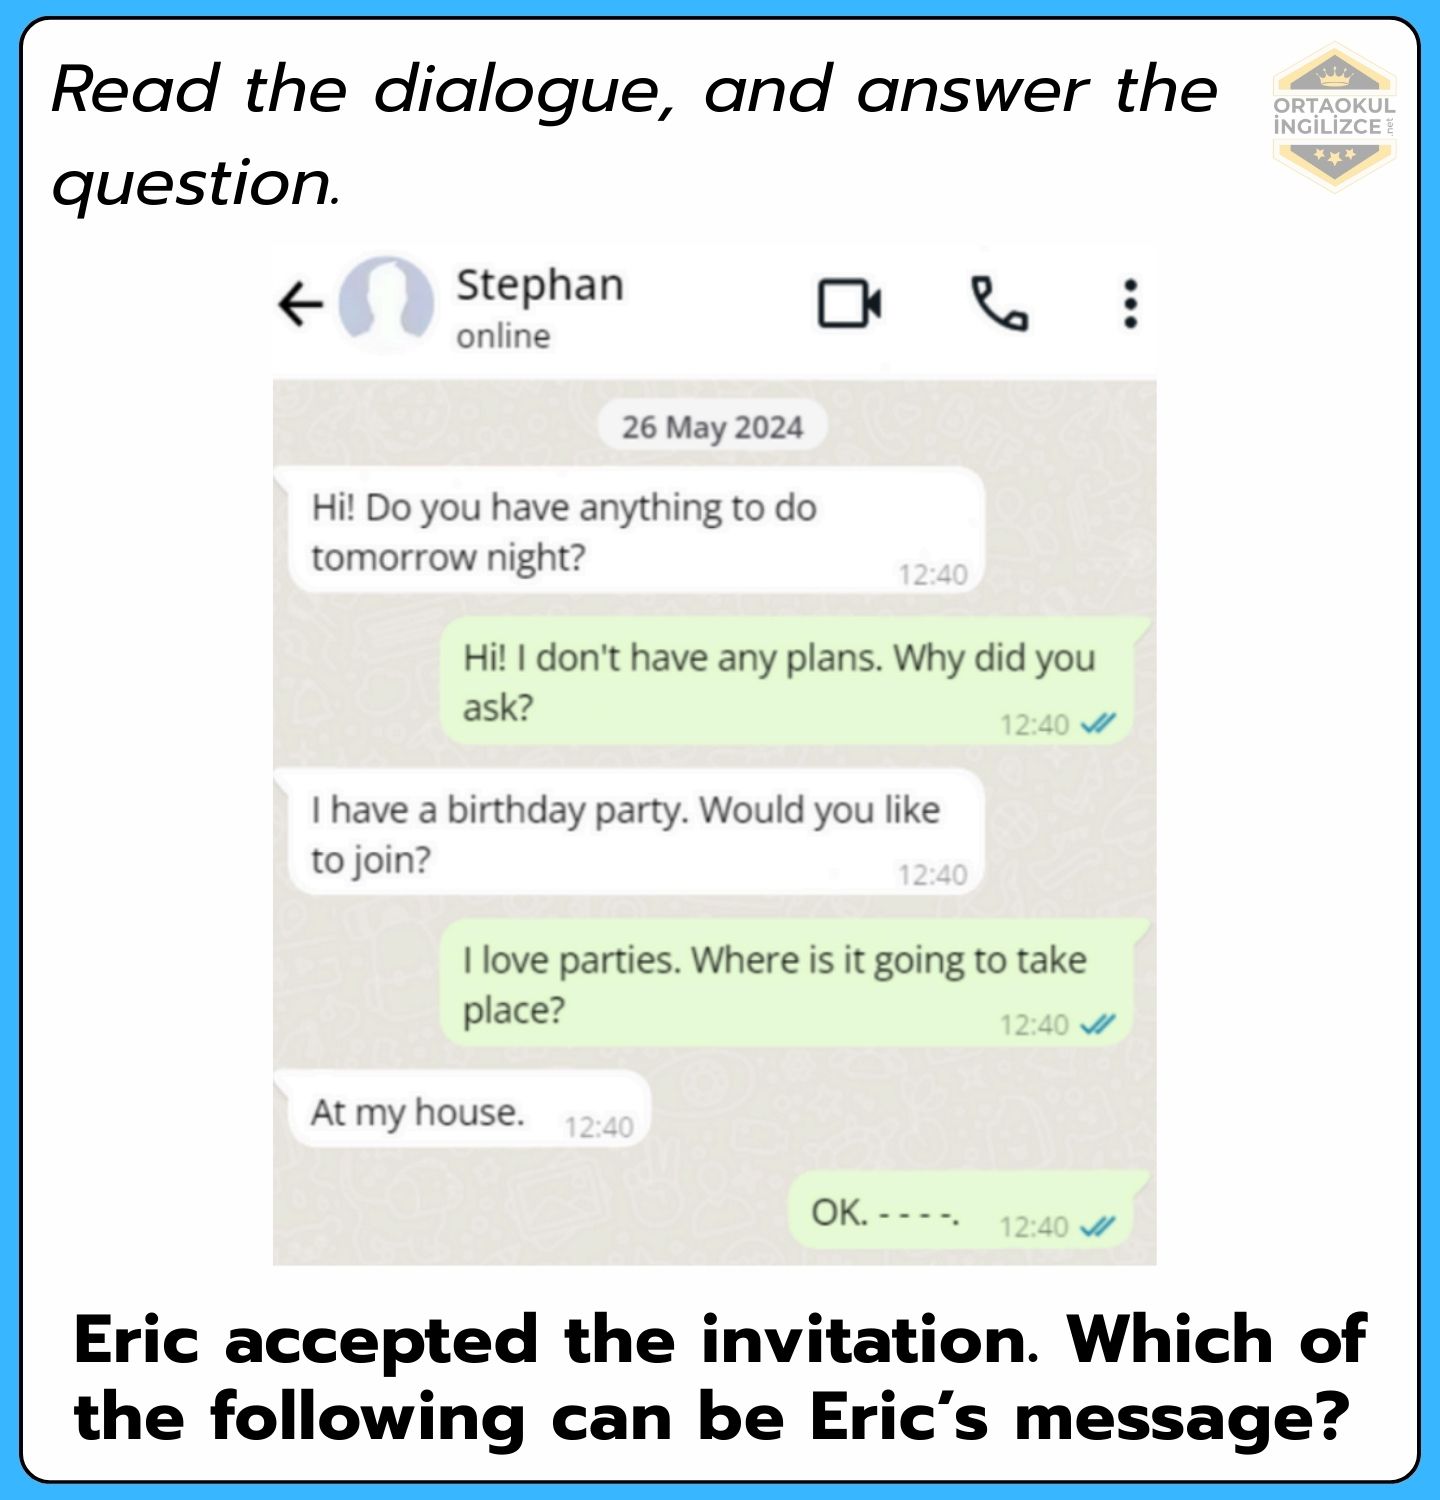 Read the dialogue, and answer the
question.
ORTAOKUL
İNGİLİZCE.net
Stephan
online
26 May 2024
Hi! Do you have anything to do
tomorrow night?
12:40
Hi! I don't have any plans. Why did you
ask?
12:40
I have a birthday party. Would you like
to join?
12:40
I love parties. Where is it going to take
place?
12:40
At my house.
12:40
OK. - - - -.
12:40
Eric accepted the invitation. Which of
the following can be Eric’s message?